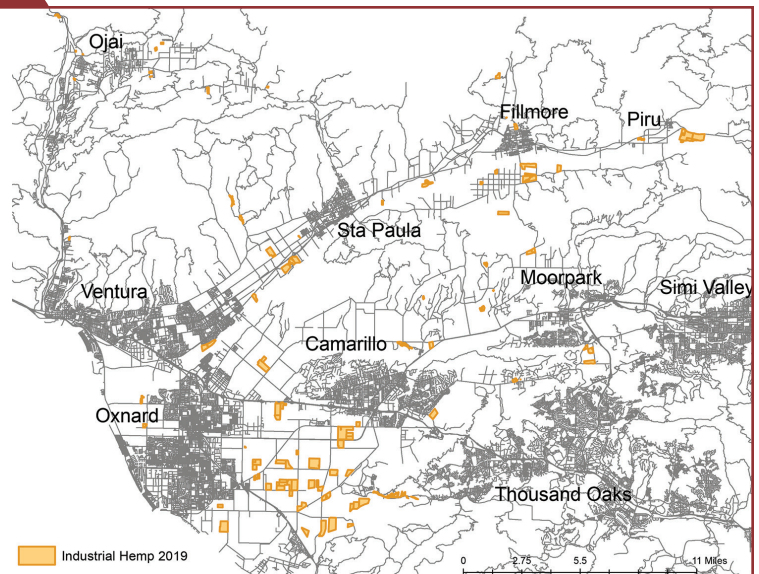 Ojai
Fillmore
Piru
Sta Paula
Moorpark
Simi Valley
Ventura
Camarillo
Oxnard
Thousand Oaks
Industrial Hemp 2019
0 2.75 5.5 11 Miles